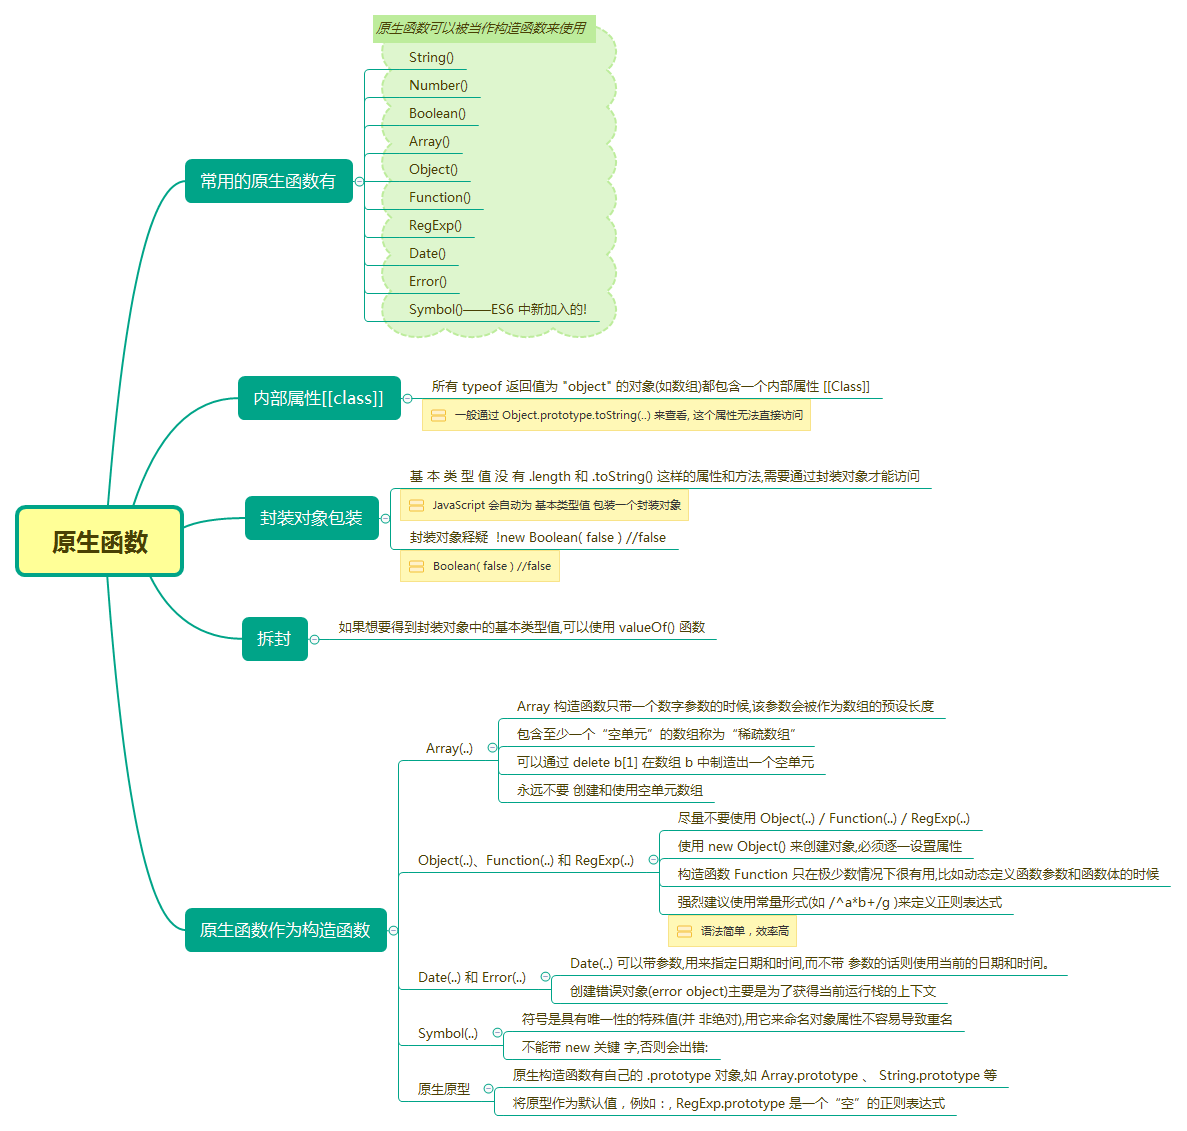 原生函数可以被当作构造函数来使用
String()
Number()
Boolean()
Array()
Object()
Function()
RegExp()
Date()
Error()
Symbol()——ES6 中新加入的!
常用的原生函数有
内部属性[[class]]
所有 typeof 返回值为 "object" 的对象(如数组)都包含一个内部属性 [[Class]]
一般通过 Object.prototype.toString(..) 来查看, 这个属性无法直接访问
封装对象包装
基 本 类 型 值 没 有 .length 和 .toString() 这样的属性和方法,需要通过封装对象才能访问
JavaScript 会自动为 基本类型值 包装一个封装对象
封装对象释疑  !new Boolean( false ) //false
Boolean( false ) //false
原生函数
拆封
如果想要得到封装对象中的基本类型值,可以使用 valueOf() 函数
原生函数作为构造函数
Array(..)
Array 构造函数只带一个数字参数的时候,该参数会被作为数组的预设长度
包含至少一个“空单元”的数组称为“稀疏数组”
可以通过 delete b[1] 在数组 b 中制造出一个空单元
永远不要 创建和使用空单元数组
Object(..)、Function(..) 和 RegExp(..)
尽量不要使用 Object(..) / Function(..) / RegExp(..)
使用 new Object() 来创建对象,必须逐一设置属性
构造函数 Function 只在极少数情况下很有用,比如动态定义函数参数和函数体的时候
强烈建议使用常量形式(如 /^a*b+/g )来定义正则表达式
语法简单，效率高
Date(..) 和 Error(..)
Date(..) 可以带参数,用来指定日期和时间,而不带 参数的话则使用当前的日期和时间。
创建错误对象(error object)主要是为了获得当前运行栈的上下文
Symbol(..)
符号是具有唯一性的特殊值(并 非绝对),用它来命名对象属性不容易导致重名
不能带 new 关键 字,否则会出错:
原生原型
原生构造函数有自己的 .prototype 对象,如 Array.prototype 、 String.prototype 等
将原型作为默认值，例如：, RegExp.prototype 是一个“空”的正则表达式